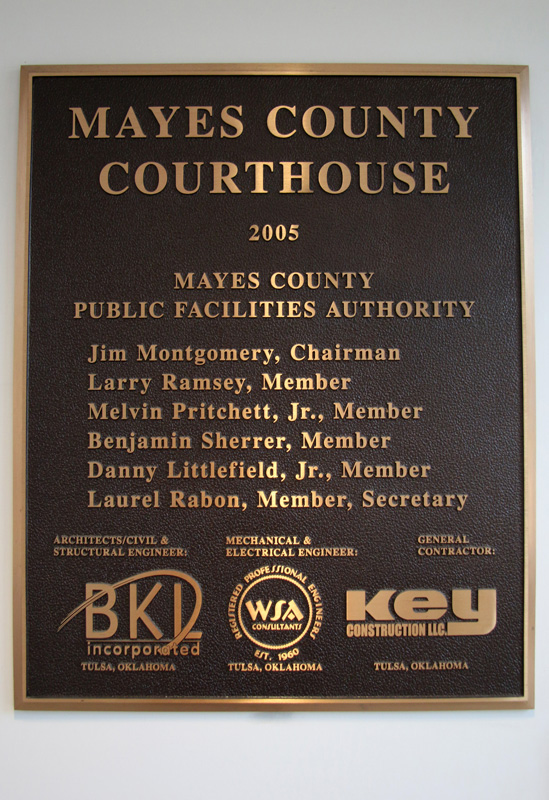 MAYES COUNTY
COURTHOUSE
2005
MAYES COUNTY
PUBLIC FACILITIES AUTHORITY
Jim Montgomery, Chairman
Larry Ramsey, Member
Melvin Pritchett, Jr., Member
Benjamin Sherrer, Member
Danny Littlefield, Jr., Member
Laurel Rabon, Member, Secretary
ARCHITECTS/CIVIL &
STRUCTURAL ENGINEER:
BKL
incorporated
TULSA, OKLAHOMA
MECHANICAL &
ELECTRICAL ENGINEER:
REGISTERED PROFESSIONAL ENGINEERS
WSA
CONSULTANTS
EST. 1960
TULSA, OKLAHOMA
GENERAL
CONTRACTOR:
key
CONSTRUCTION LLC.
TULSA, OKLAHOMA